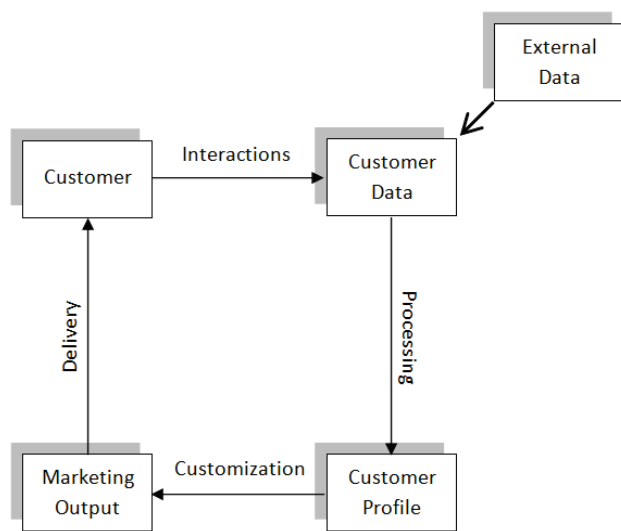 External
Data
Customer
Interactions
Customer
Data
Delivery
Processing
Marketing
Output
Customization
Customer
Profile